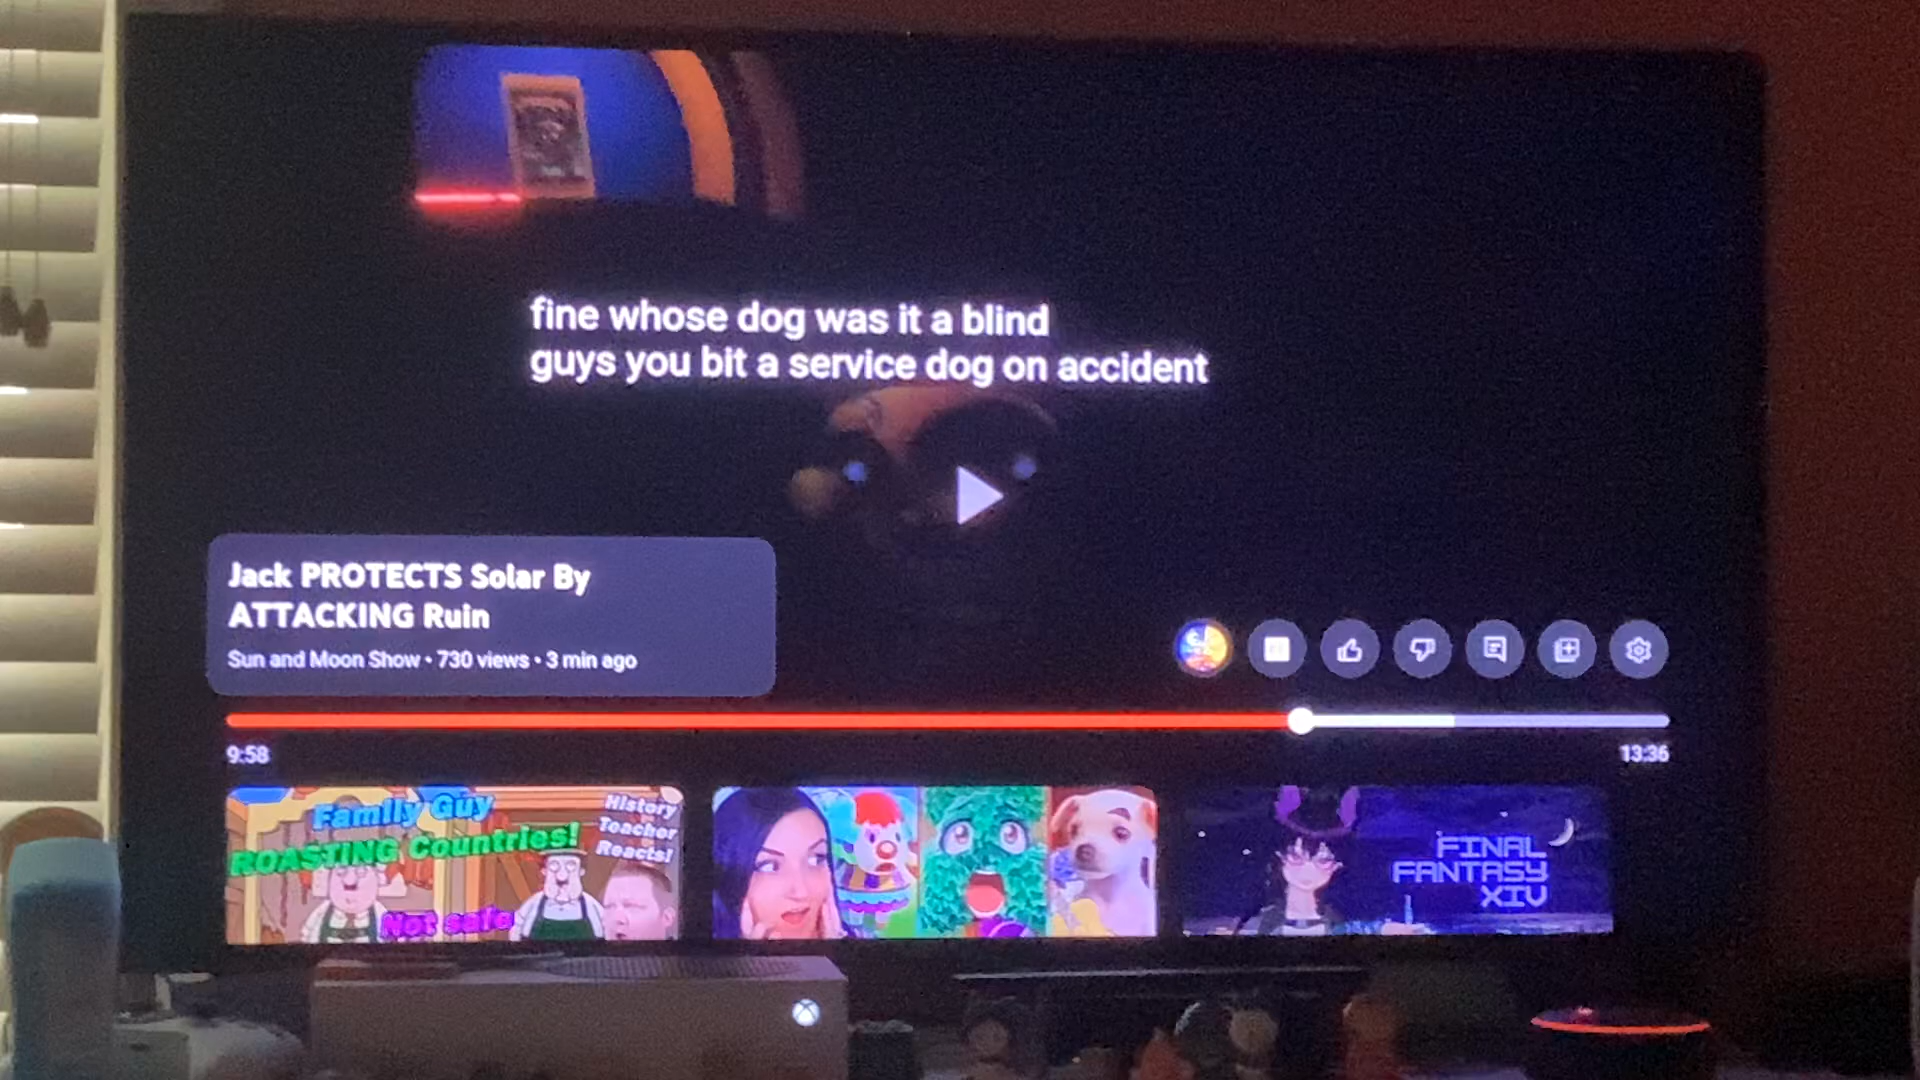 fine whose dog was it a blind
guys you bit a service dog on accident
Jack PROTECTS Solar By
ATTACKING Ruin
Sun and Moon Show • 730 views • 3 min ago
9:58
13:36
Family Guy
ROASTING Countries!
Not safe
History
Teacher
Reacts!
FINAL
FANTASY
XIV